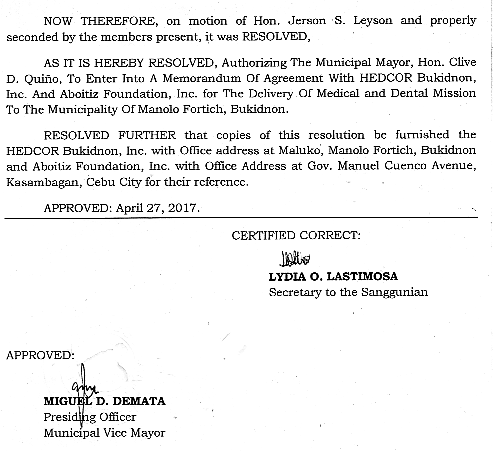 NOW THEREFORE, on motion of Hon. Jerson S. Leyson and properly
seconded by the members present, it was RESOLVED,
AS IT IS HEREBY RESOLVED, Authorizing The Municipal Mayor, Hon. Clive
D. Quiño, To Enter Into A Memorandum Of Agreement With HEDCOR Bukidnon,
Inc. And Aboitiz Foundation, Inc. for The Delivery Of Medical and Dental Mission
To The Municipality Of Manolo Fortich, Bukidnon.
RESOLVED FURTHER that copies of this resolution be furnished the
HEDCOR Bukidnon, Inc. with Office address at Maluko, Manolo Fortich, Bukidnon
and Aboitiz Foundation, Inc. with Office Address at Gov. Manuel Cuenco Avenue,
Kasambagan, Cebu City for their reference.
APPROVED: April 27, 2017.
CERTIFIED CORRECT:
LYDIA O. LASTIMOSA
Secretary to the Sanggunian
APPROVED:
MIGUEL D. DEMATA
Presiding Officer
Municipal Vice Mayor